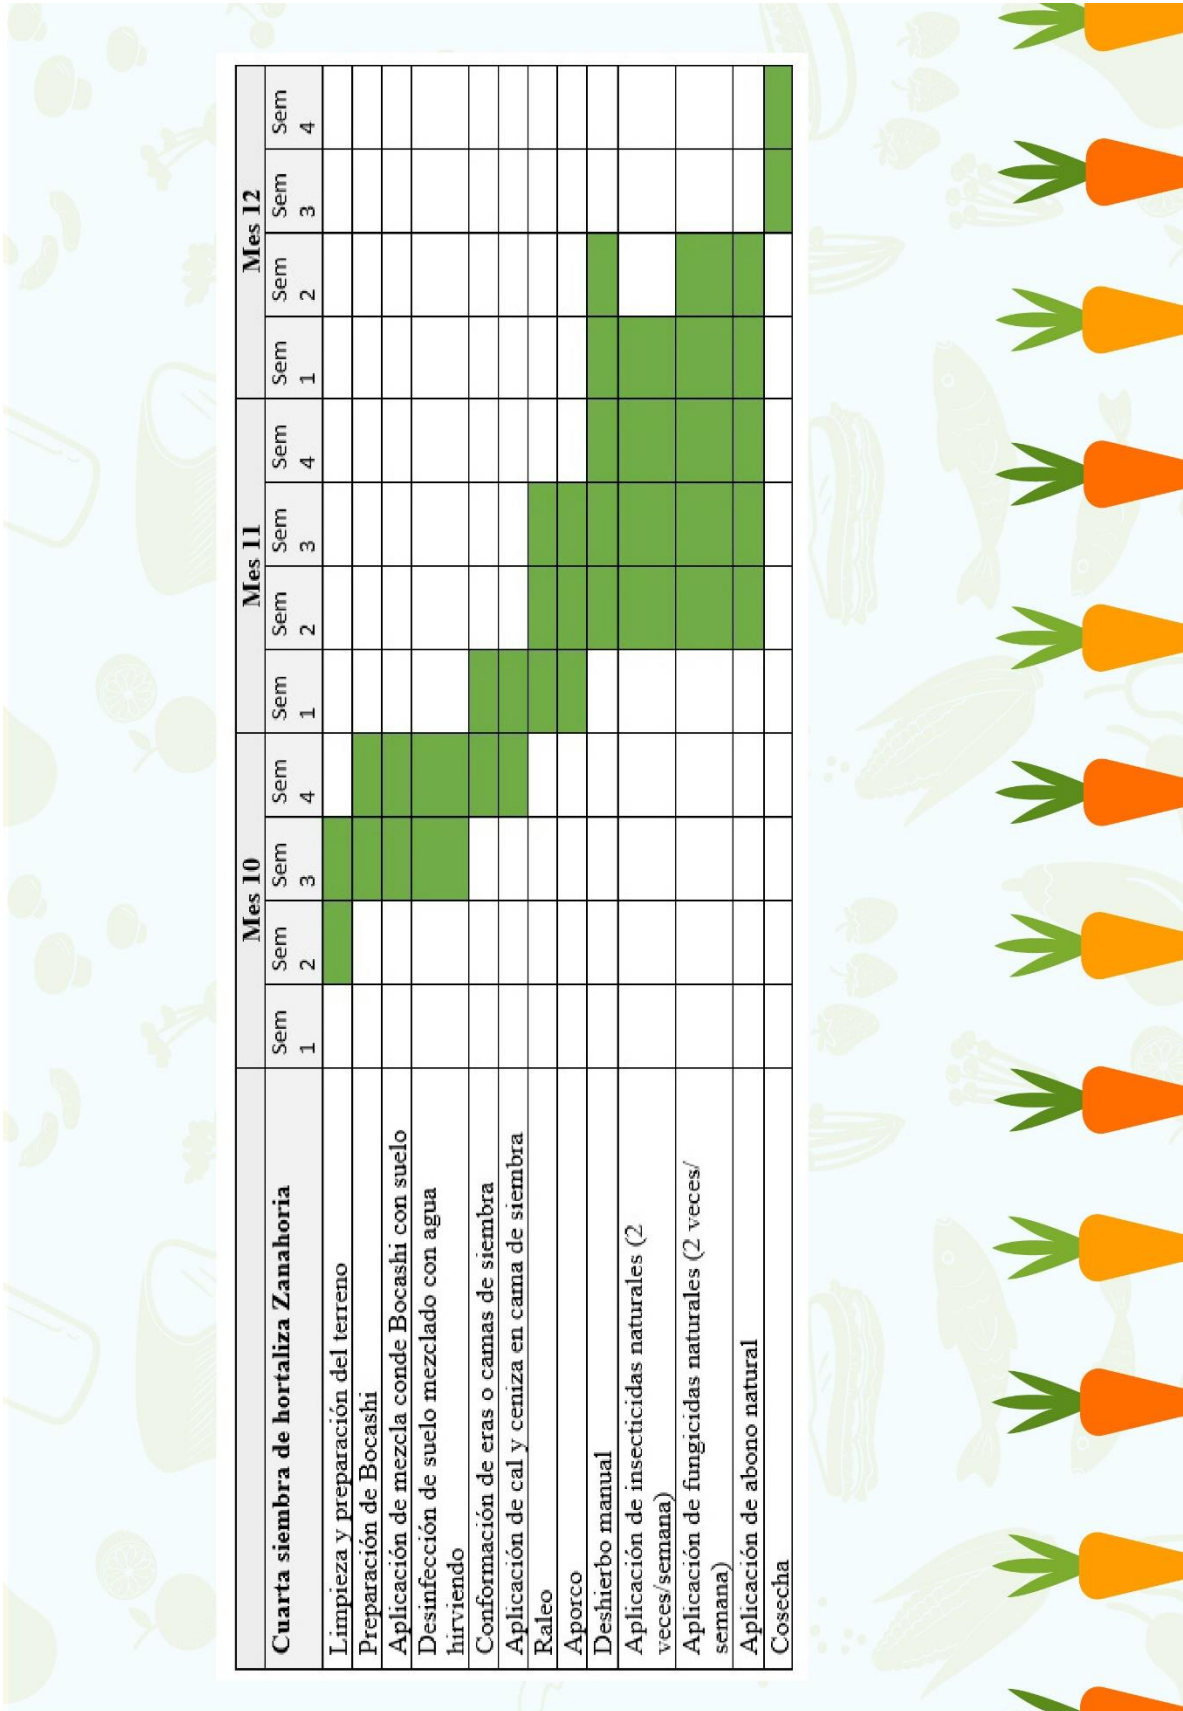 Mes 10 Mes 11 Mes 12
Cuarta siembra de hortaliza Zanahoria Sem 1 Sem 2 Sem 3 Sem 4 Sem 1 Sem 2 Sem 3 Sem 4 Sem 1 Sem 2 Sem 3 Sem 4
Limpieza y preparación del terreno
Preparación de Bocashi
Aplicación de mezcla conde Bocashi con suelo
Desinfección de suelo mezclado con agua
hirviendo
Conformación de eras o camas de siembra
Aplicación de cal y ceniza en cama de siembra
Raleo
Aporco
Deshierbo manual
Aplicación de insecticidas naturales (2
veces/semana)
Aplicación de fungicidas naturales (2 veces/
semana)
Aplicación de abono natural
Cosecha